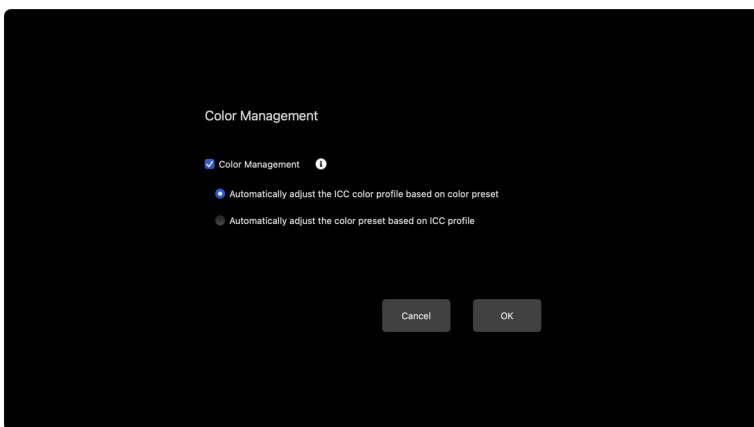 Color Management
Color Management
Automatically adjust the ICC color profile based on color preset
Automatically adjust the color preset based on ICC profile
Cancel OK